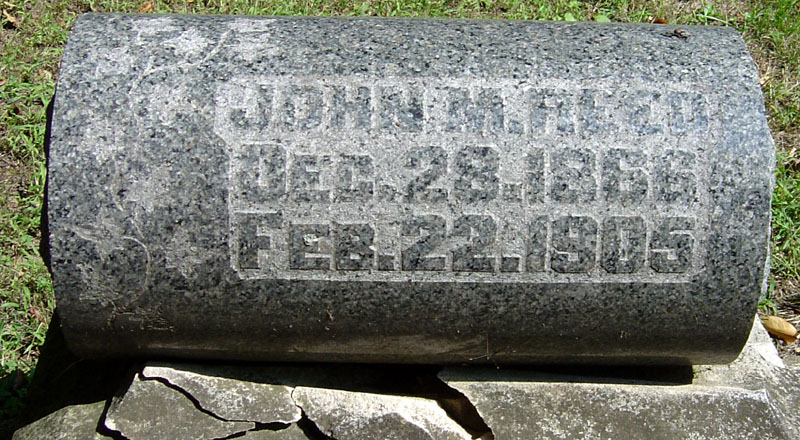 JOHN M. REED
DEC. 28. 1866
FEB. 22. 1905